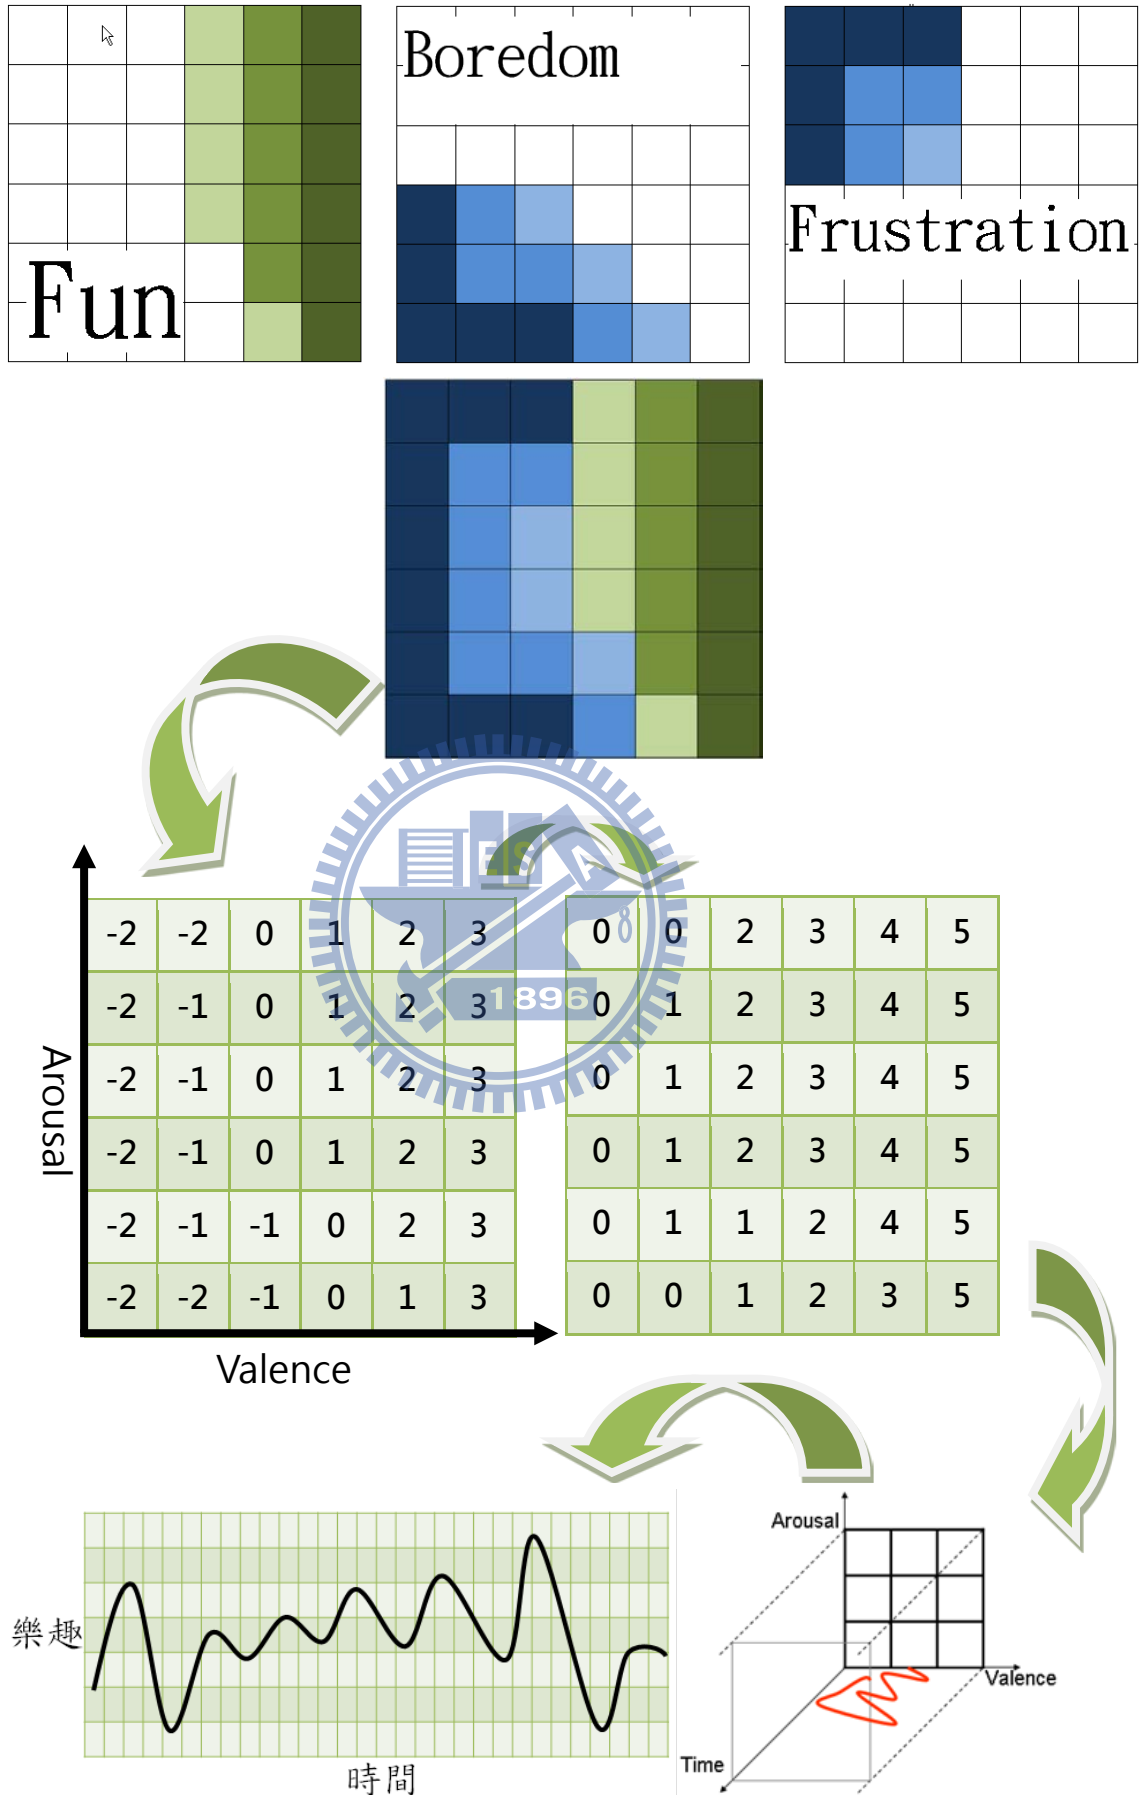 Fun
Boredom
Frustration
ES A
8
1896
Arousal
-2 -2 0 1 2 3
-2 -1 0 1 2 3
-2 -1 0 1 2 3
-2 -1 0 1 2 3
-2 -1 -1 0 2 3
-2 -2 -1 0 1 3
Valence
0 0 2 3 4 5
0 1 2 3 4 5
0 1 2 3 4 5
0 1 2 3 4 5
0 1 1 2 4 5
0 0 1 2 3 5
樂趣
時間
Arousal
Valence
Time